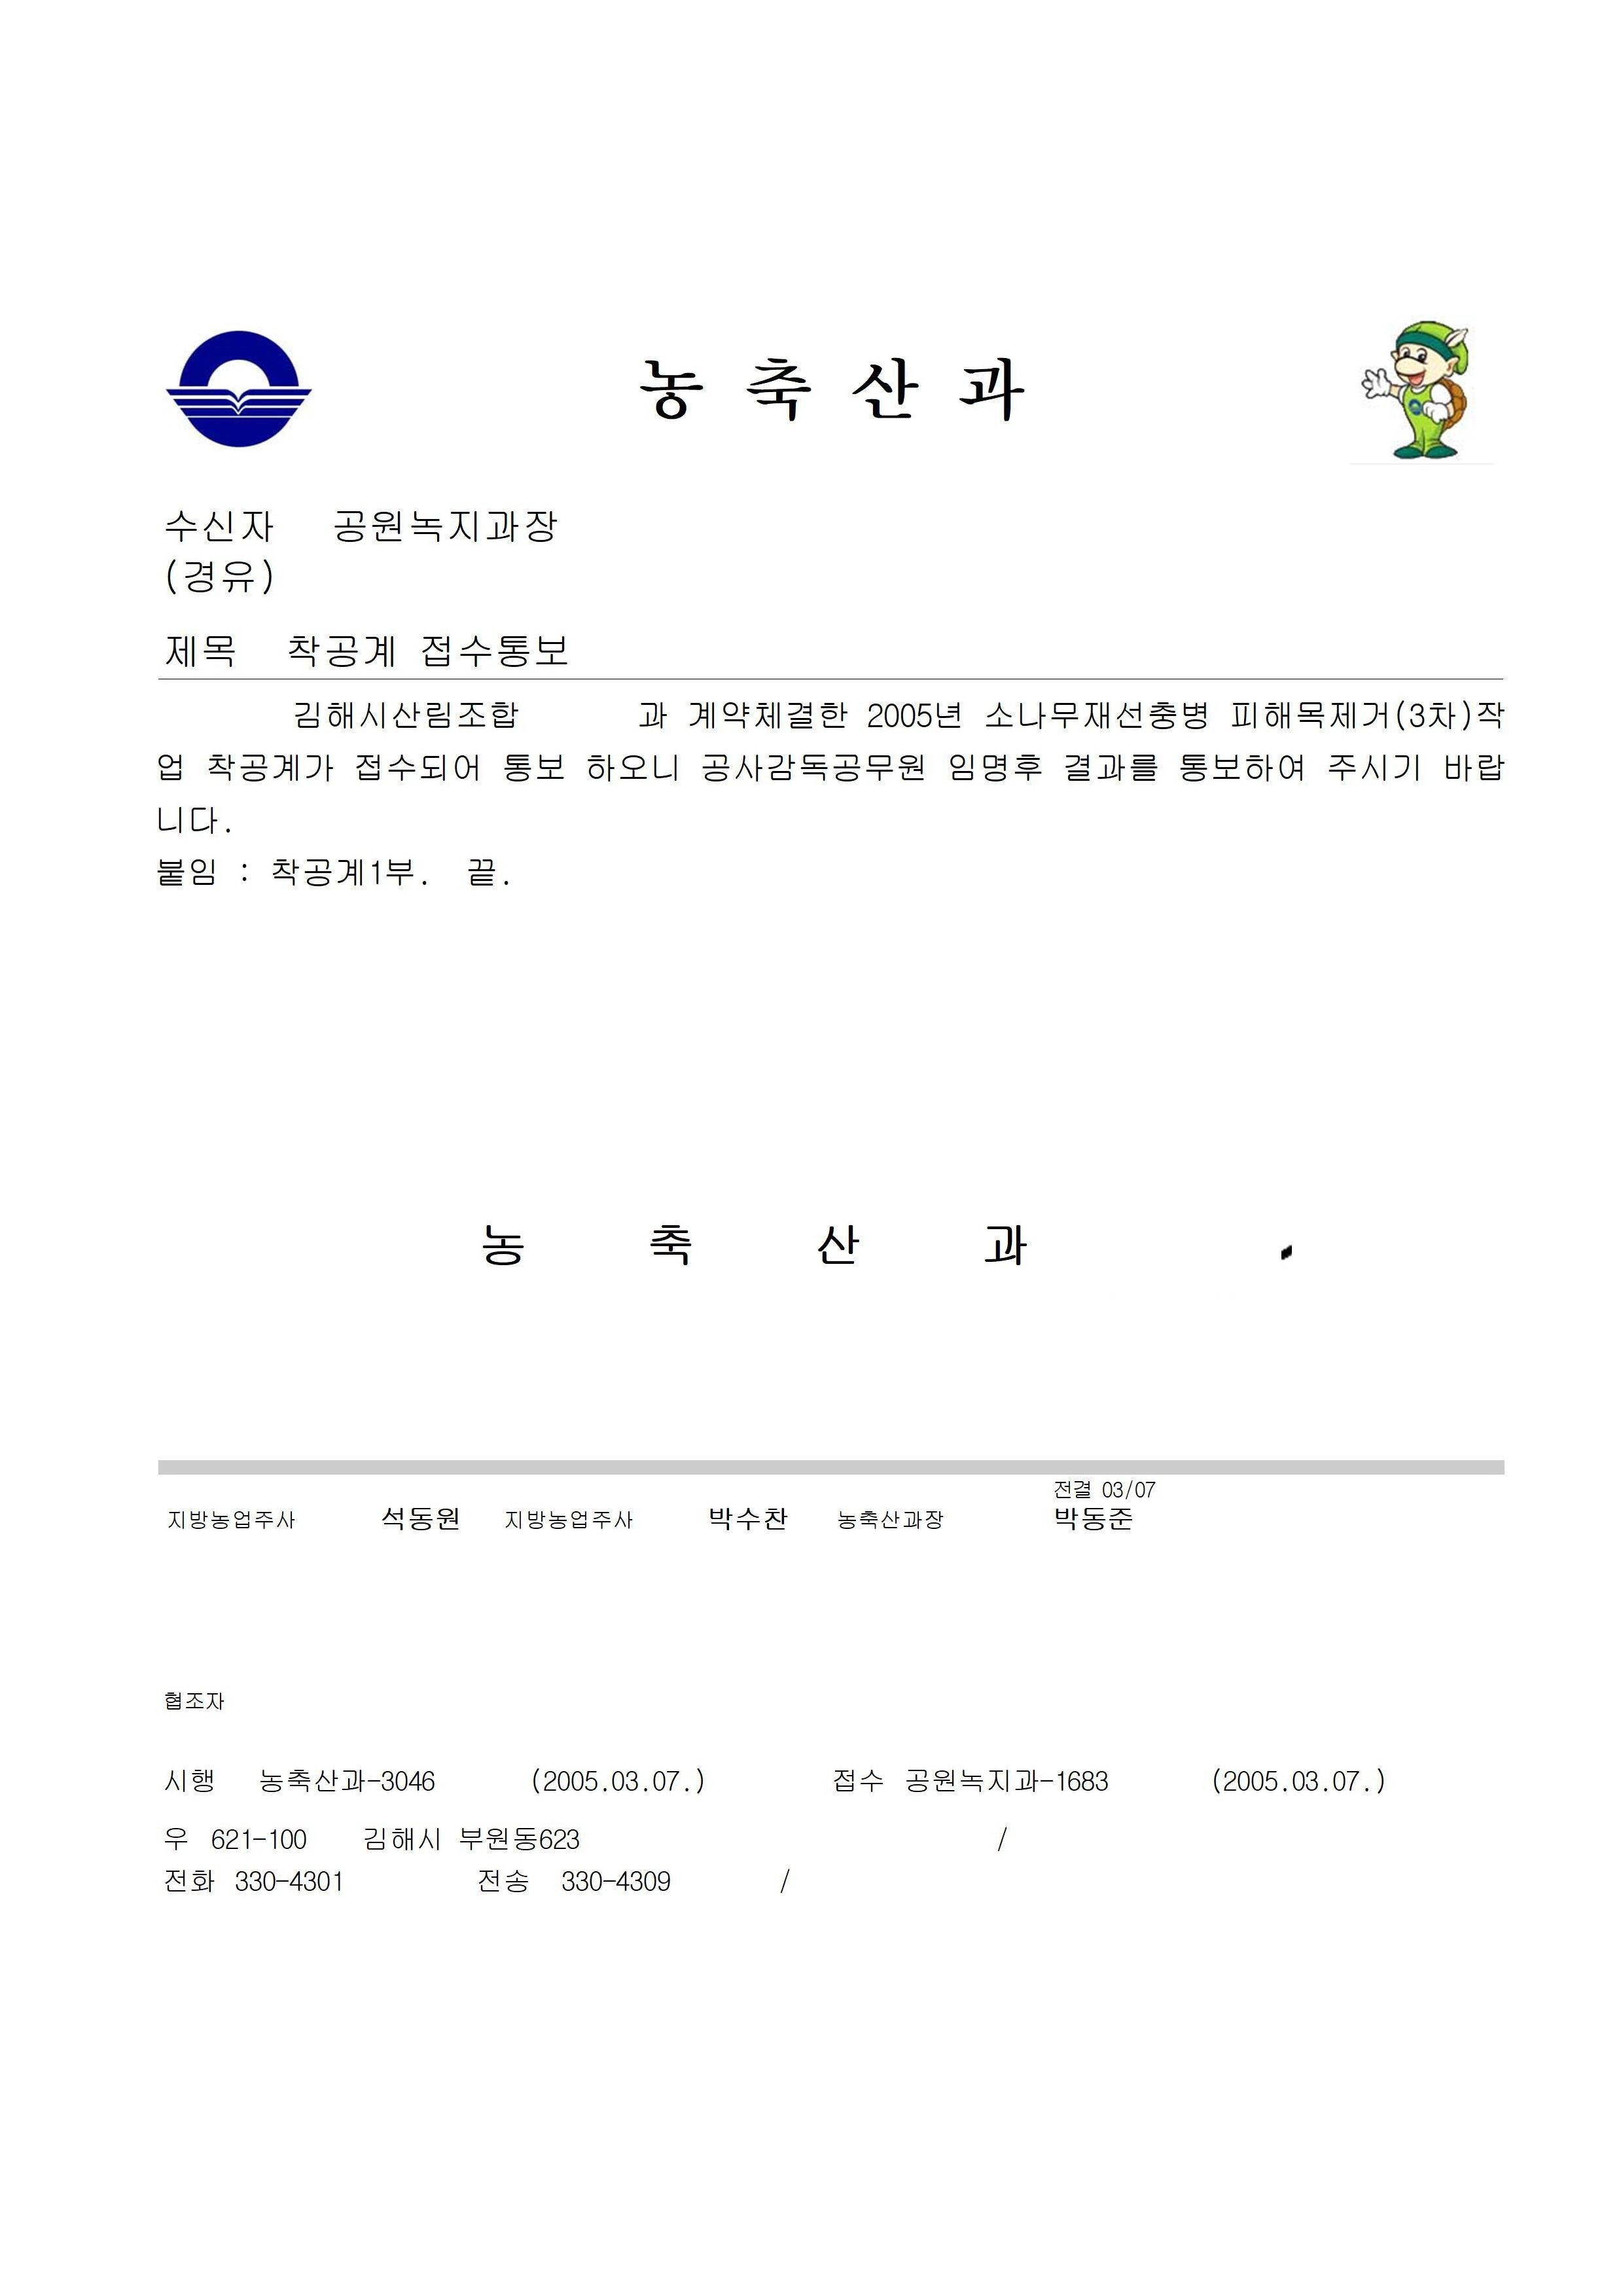 농 축 산 과
수신자 공원녹지과장
(경유)
제목 착공계 접수통보
김해시산림조합 과 계약체결한 2005년 소나무재선충병 피해목제거(3차)작
업 착공계가 접수되어 통보 하오니 공사감독공무원 임명후 결과를 통보하여 주시기 바랍
니다.
붙임 : 착공계1부. 끝.
농 축 산 과
전결 03/07
지방농업주사 석동원 지방농업주사 박수찬 농축산과장 박동준
협조자
시행 농축산과-3046 (2005.03.07.) 접수 공원녹지과-1683 (2005.03.07.)
우 621-100 김해시 부원동623 /
전화 330-4301 전송 330-4309 /